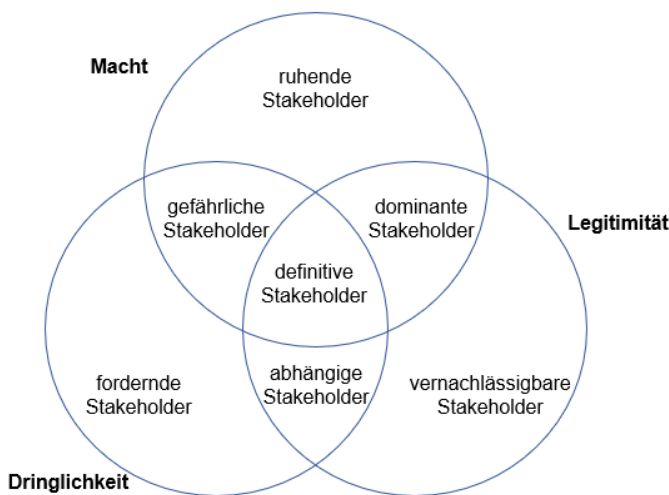 Macht
ruhende
Stakeholder
gefährliche
Stakeholder
dominante
Stakeholder
Legitimität
definitive
Stakeholder
fordernde
Stakeholder
abhängige
Stakeholder
vernachlässigbare
Stakeholder
Dringlichkeit